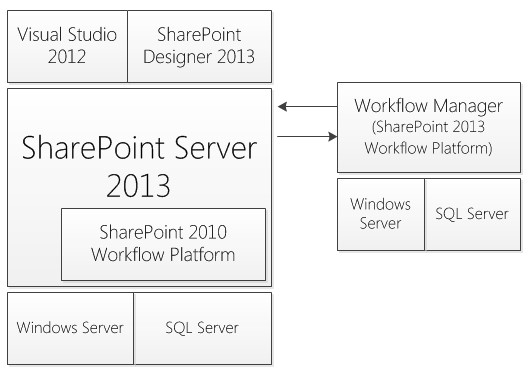 Visual Studio
2012
SharePoint
Designer 2013
SharePoint Server
2013
SharePoint 2010
Workflow Platform
Windows Server
SQL Server
Workflow Manager
(SharePoint 2013
Workflow Platform)
Windows
Server
SQL Server